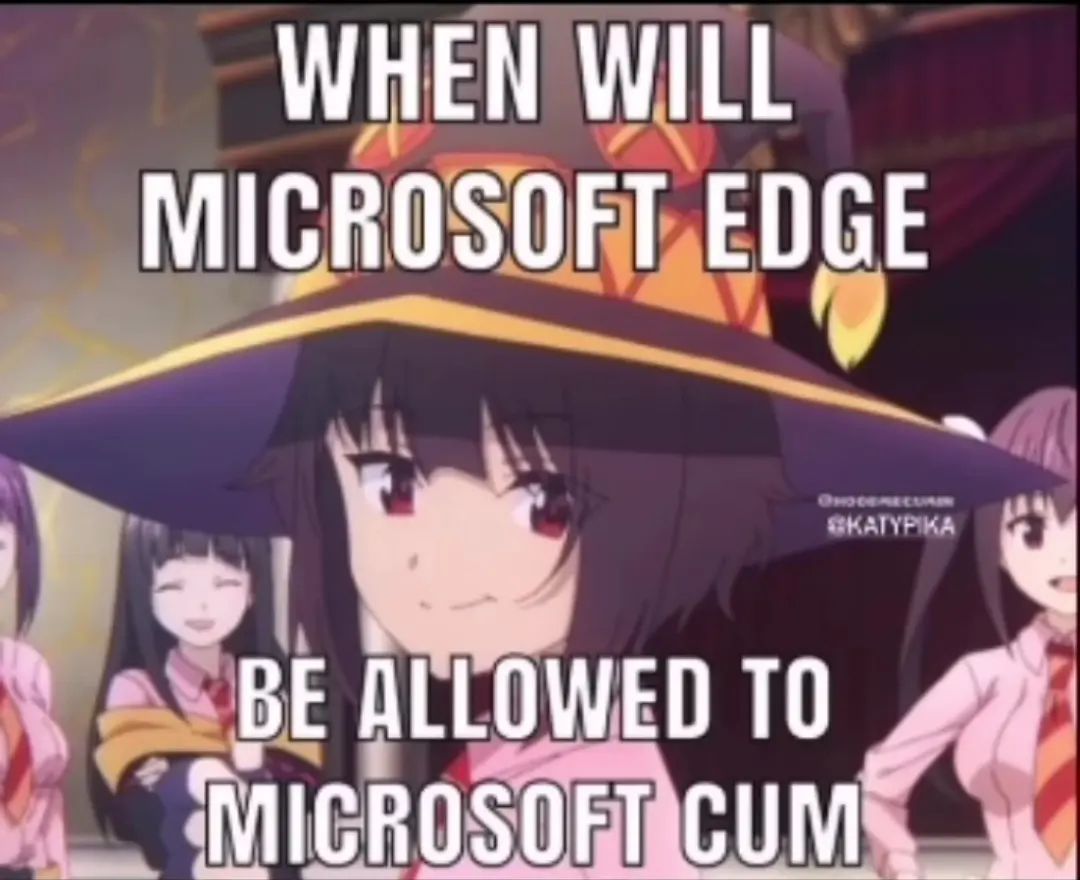 WHEN WILL
MICROSOFT EDGE
@KATYPIKA
BE ALLOWED TO
MICROSOFT CUM